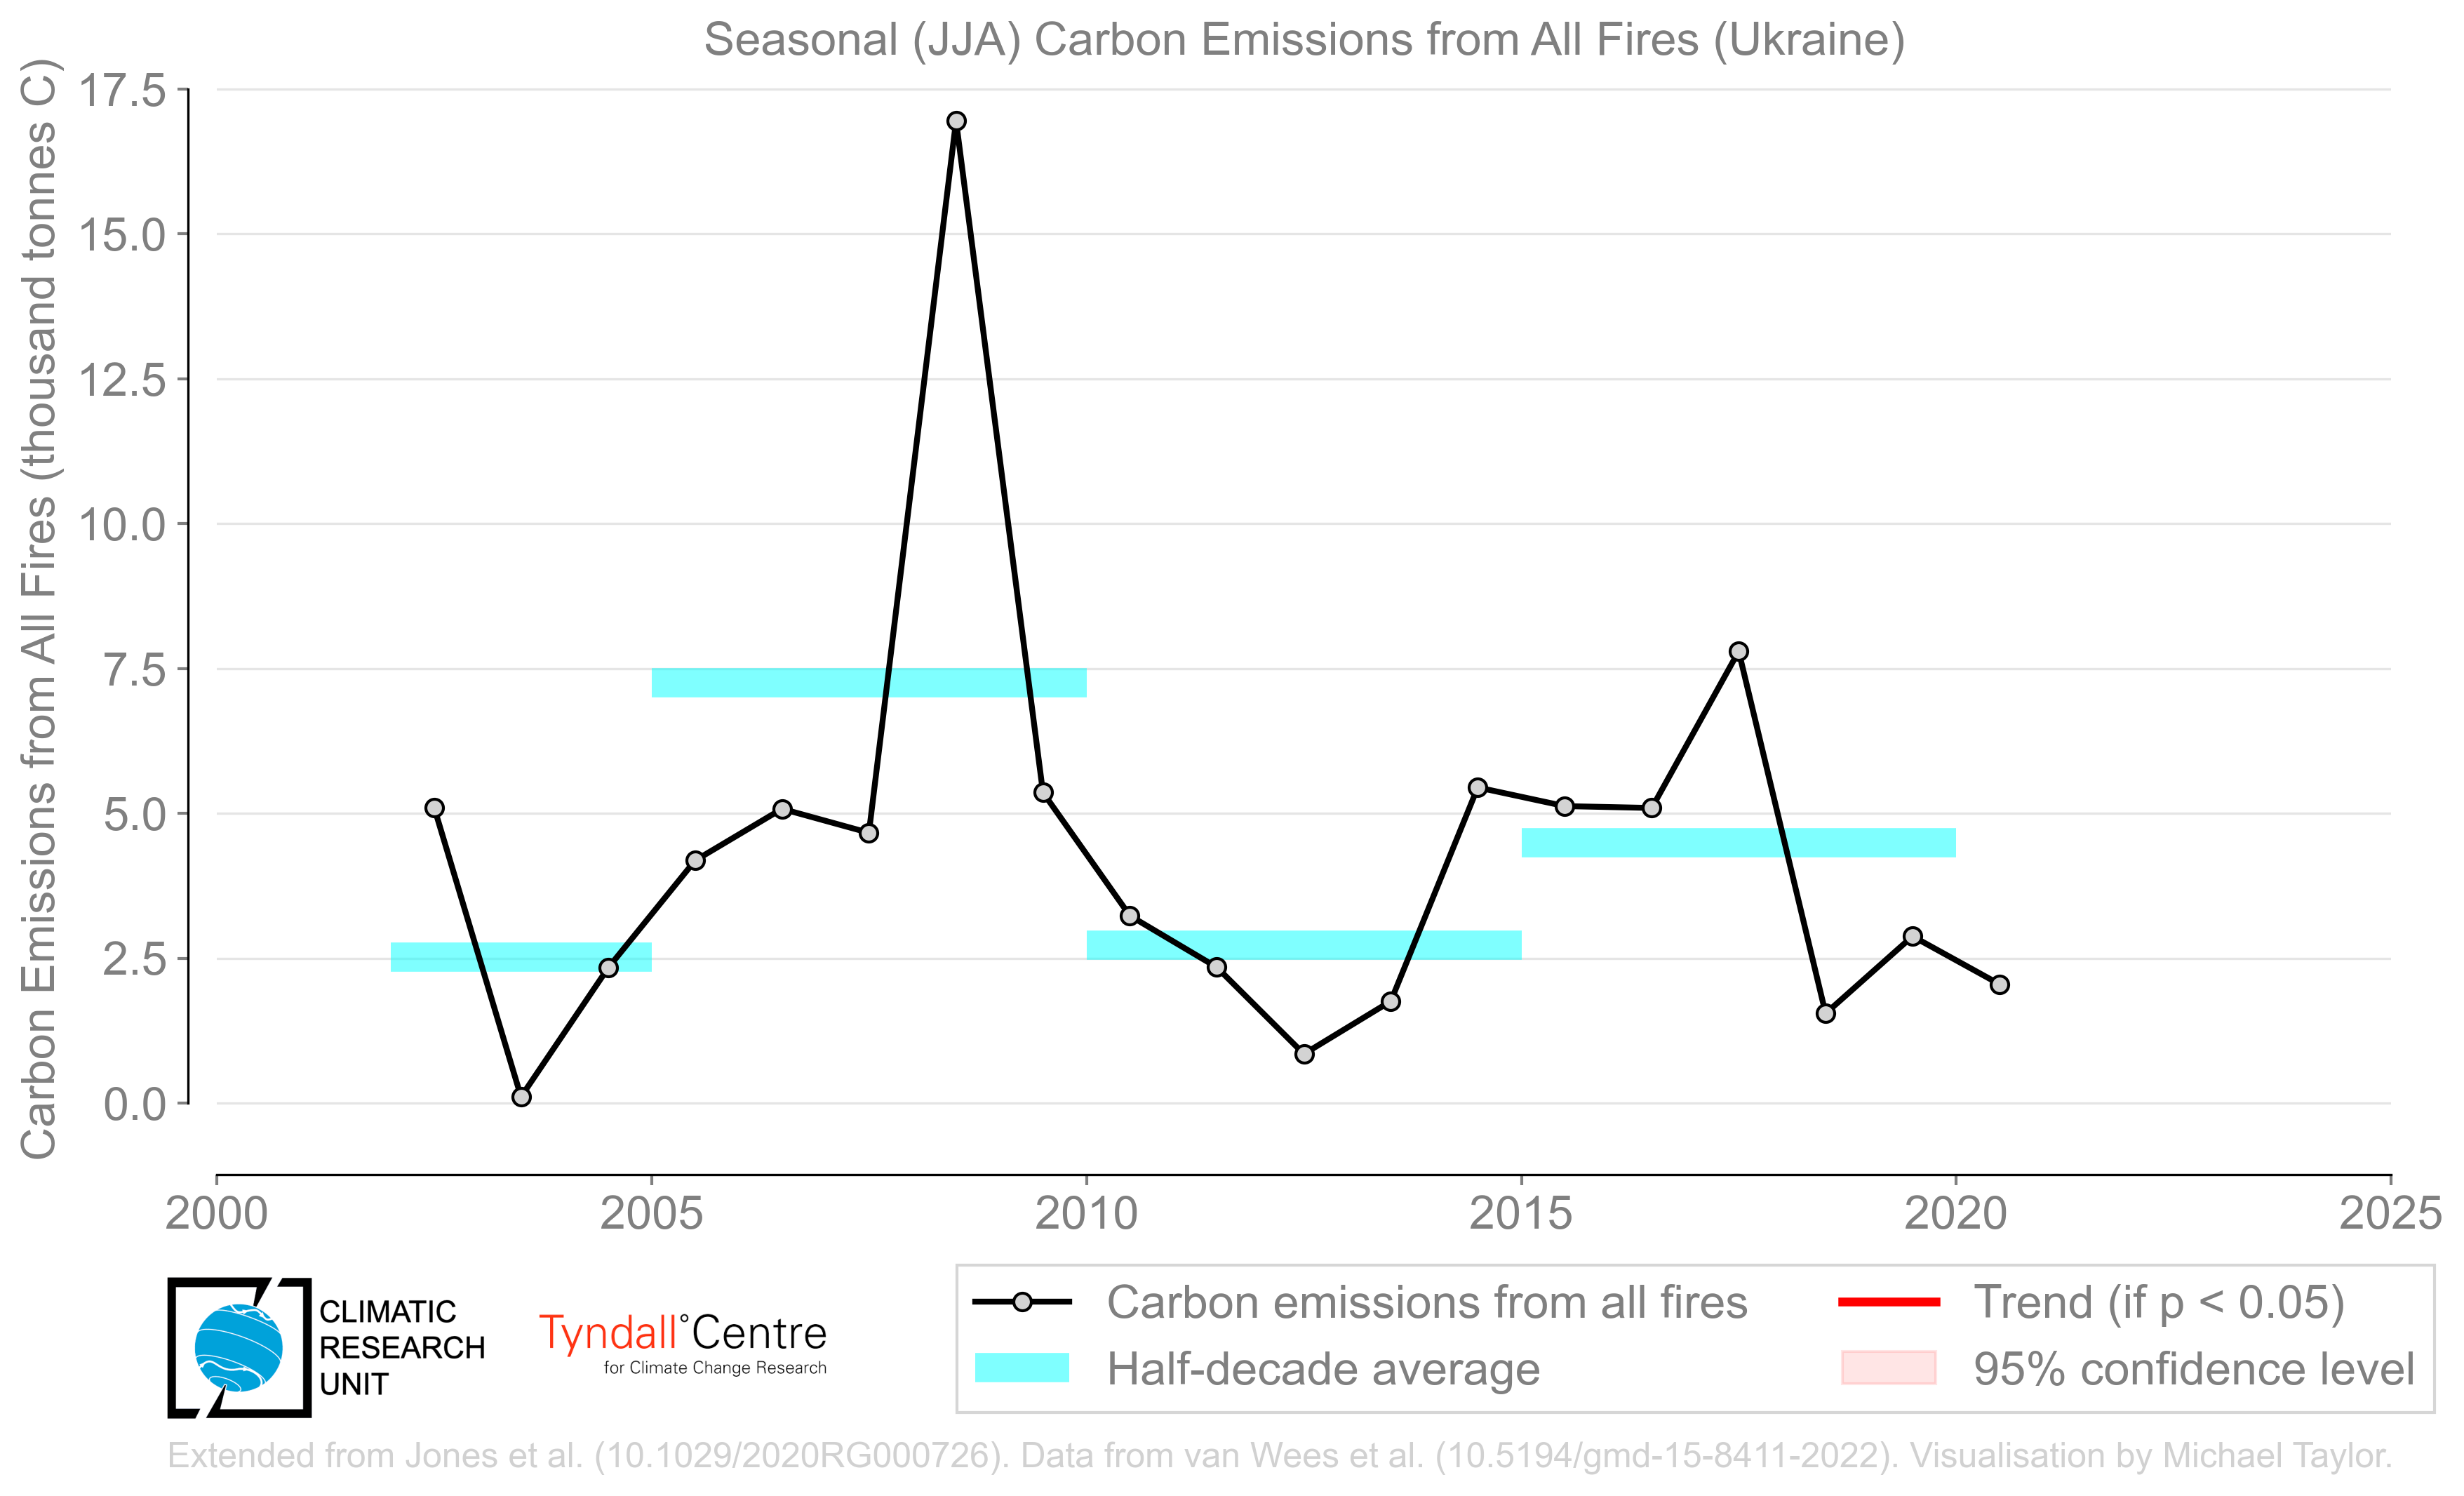 Seasonal (JJA) Carbon Emissions from All Fires (Ukraine)
Carbon Emissions from All Fires (thousand tonnes C)
17.5
15.0
12.5
10.0
7.5
5.0
2.5
0.0
2000 2005 2010 2015 2020 2025
CLIMATIC
RESEARCH
UNIT
Tyndall°Centre
for Climate Change Research
Carbon emissions from all fires
Half-decade average
Trend (if p < 0.05)
95% confidence level
Extended from Jones et al. (10.1029/2020RG000726). Data from van Wees et al. (10.5194/gmd-15-8411-2022). Visualisation by Michael Taylor.